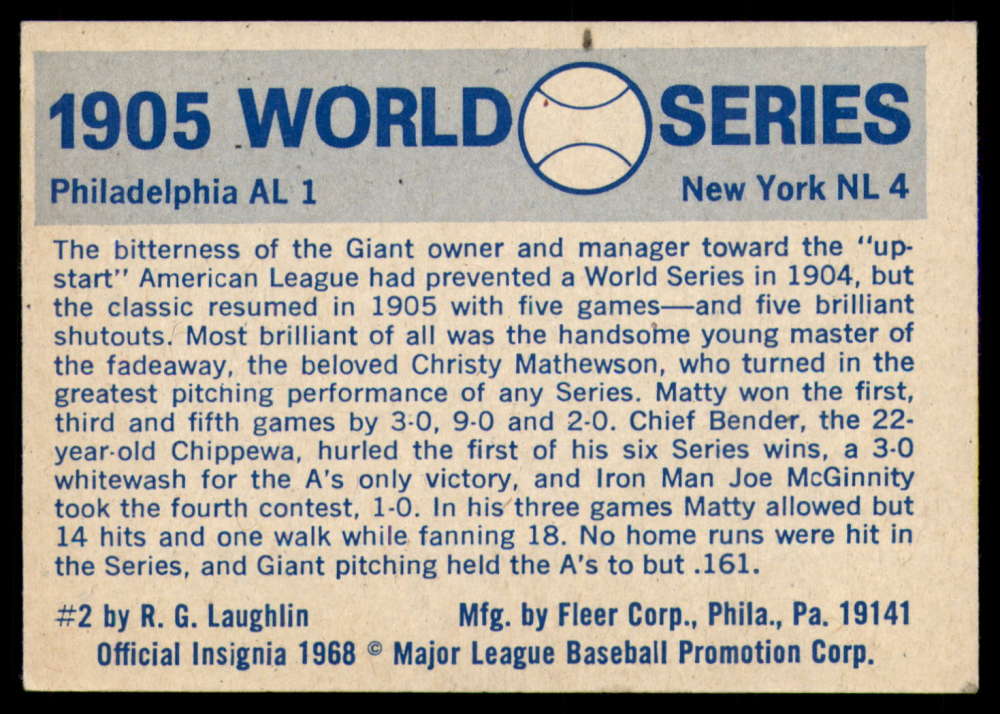 1905 WORLD SERIES
Philadelphia AL 1 New York NL 4
The bitterness of the Giant owner and manager toward the "up-
start" American League had prevented a World Series in 1904, but
the classic resumed in 1905 with five games—and five brilliant
shutouts. Most brilliant of all was the handsome young master of
the fadeaway, the beloved Christy Mathewson, who turned in the
greatest pitching performance of any Series. Matty won the first,
third and fifth games by 3-0, 9-0 and 2-0. Chief Bender, the 22-
year-old Chippewa, hurled the first of his six Series wins, a 3-0
whitewash for the A's only victory, and Iron Man Joe McGinnity
took the fourth contest, 1-0. In his three games Matty allowed but
14 hits and one walk while fanning 18. No home runs were hit in
the Series, and Giant pitching held the A's to but .161.
#2 by R. G. Laughlin Mfg. by Fleer Corp., Phila., Pa. 19141
Official Insignia 1968 © Major League Baseball Promotion Corp.